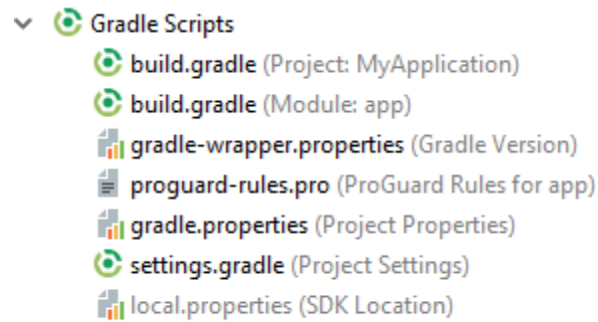 Gradle Scripts
build.gradle (Project: MyApplication)
build.gradle (Module: app)
gradle-wrapper.properties (Gradle Version)
proguard-rules.pro (ProGuard Rules for app)
gradle.properties (Project Properties)
settings.gradle (Project Settings)
local.properties (SDK Location)